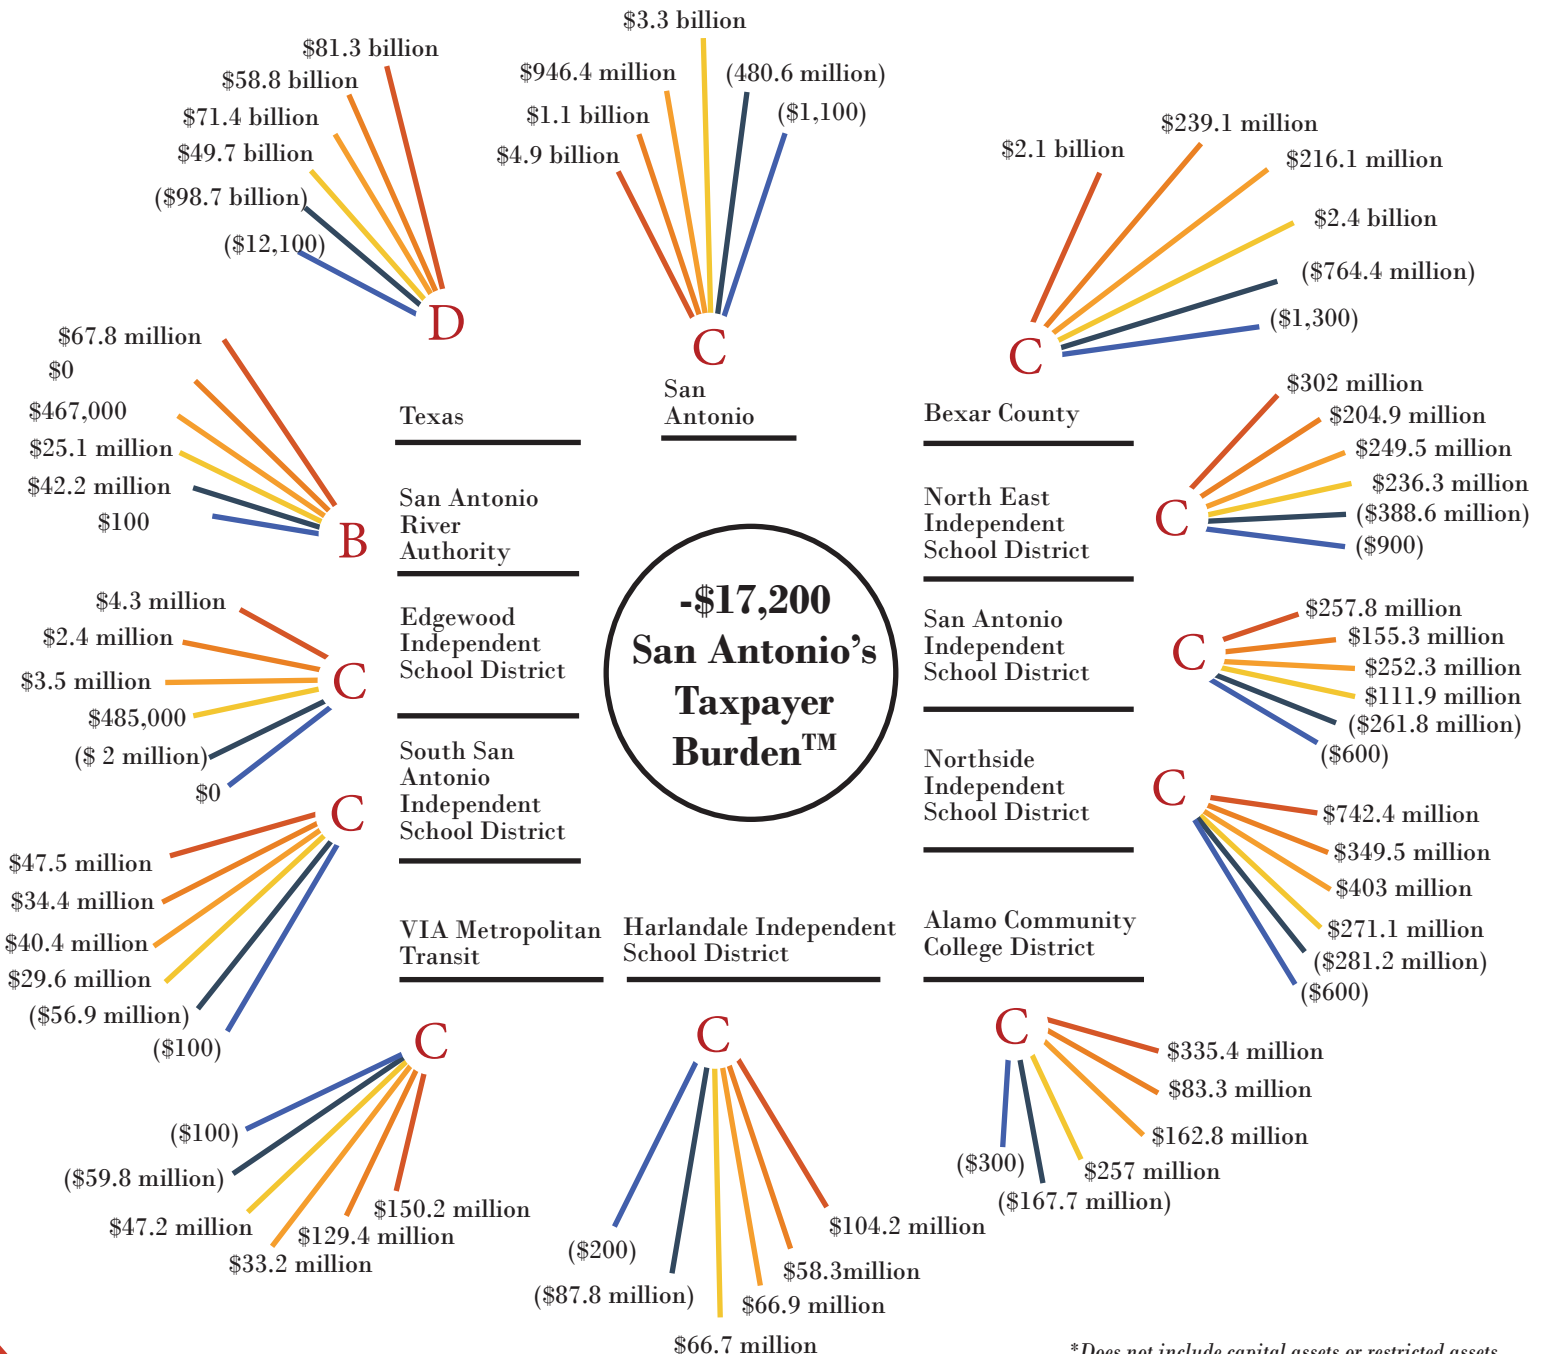 $81.3 billion
$58.8 billion
$71.4 billion
$49.7 billion
($98.7 billion)
($12,100)
D
Texas
$3.3 billion
$946.4 million
$1.1 billion
$4.9 billion
(480.6 million)
($1,100)
C
San
Antonio
$2.1 billion
$239.1 million
$216.1 million
$2.4 billion
($764.4 million)
($1,300)
C
Bexar County
$67.8 million
$0
$467,000
$25.1 million
$42.2 million
$100
B
San Antonio
River
Authority
$302 million
$204.9 million
$249.5 million
$236.3 million
($388.6 million)
($900)
C
North East
Independent
School District
$4.3 million
$2.4 million
$3.5 million
$485,000
($ 2 million)
$0
C
Edgewood
Independent
School District
-$17,200
San Antonio's
Taxpayer
Burden™
$257.8 million
$155.3 million
$252.3 million
$111.9 million
($261.8 million)
($600)
C
San Antonio
Independent
School District
C
South San
Antonio
Independent
School District
$47.5 million
$34.4 million
$40.4 million
$29.6 million
($56.9 million)
($100)
C
Northside
Independent
School District
$742.4 million
$349.5 million
$403 million
$271.1 million
($281.2 million)
($600)
VIA Metropolitan
Transit
C
($100)
($59.8 million)
$47.2 million
$33.2 million
$129.4 million
$150.2 million
Harlandale Independent
School District
C
($200)
($87.8 million)
$66.7 million
$66.9 million
$58.3million
$104.2 million
Alamo Community
College District
C
$335.4 million
$83.3 million
$162.8 million
$257 million
($167.7 million)
($300)
*Does not include capital assets or restricted assets